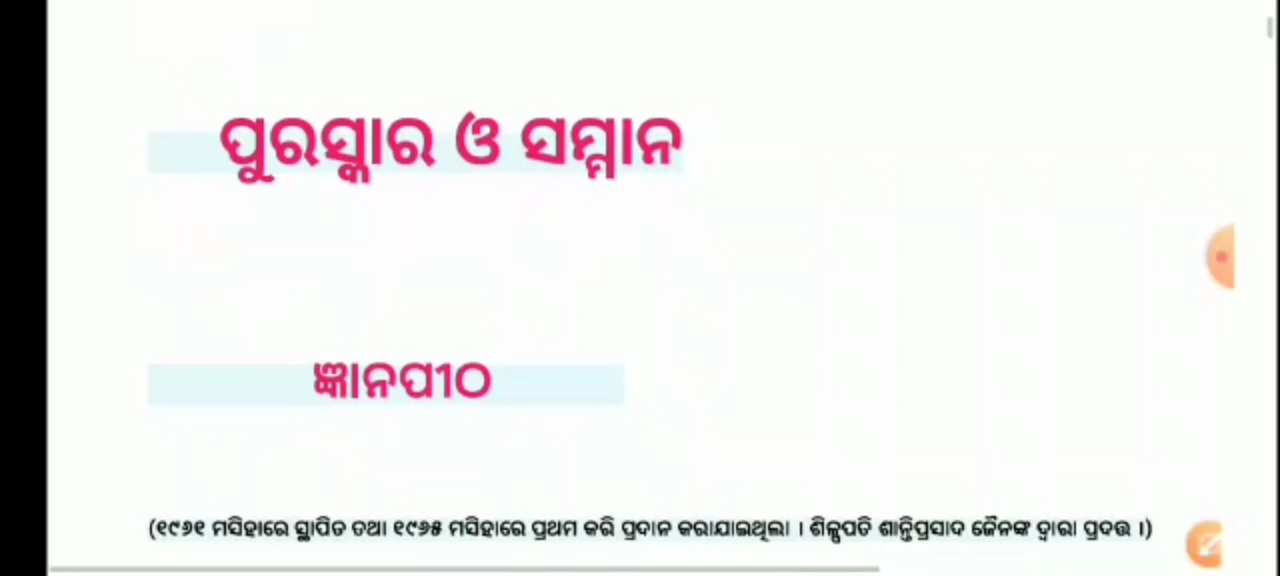 ପୁରସ୍କାର ଓ ସମ୍ମାନ
ଜ୍ଞାନପୀଠ
(୧୯୬୧ ମସିହାରେ ସ୍ଥାପିତ ତଥା ୧୯୬୫ ମସିହାରେ ପ୍ରଥମ କରି ପ୍ରଦାନ କରାଯାଇଥିଲା । ଶିଳ୍ପପତି ଶାନ୍ତିପ୍ରସାଦ ଜୈନଙ୍କ ଦ୍ୱାରା ପ୍ରଦତ୍ତ ।)